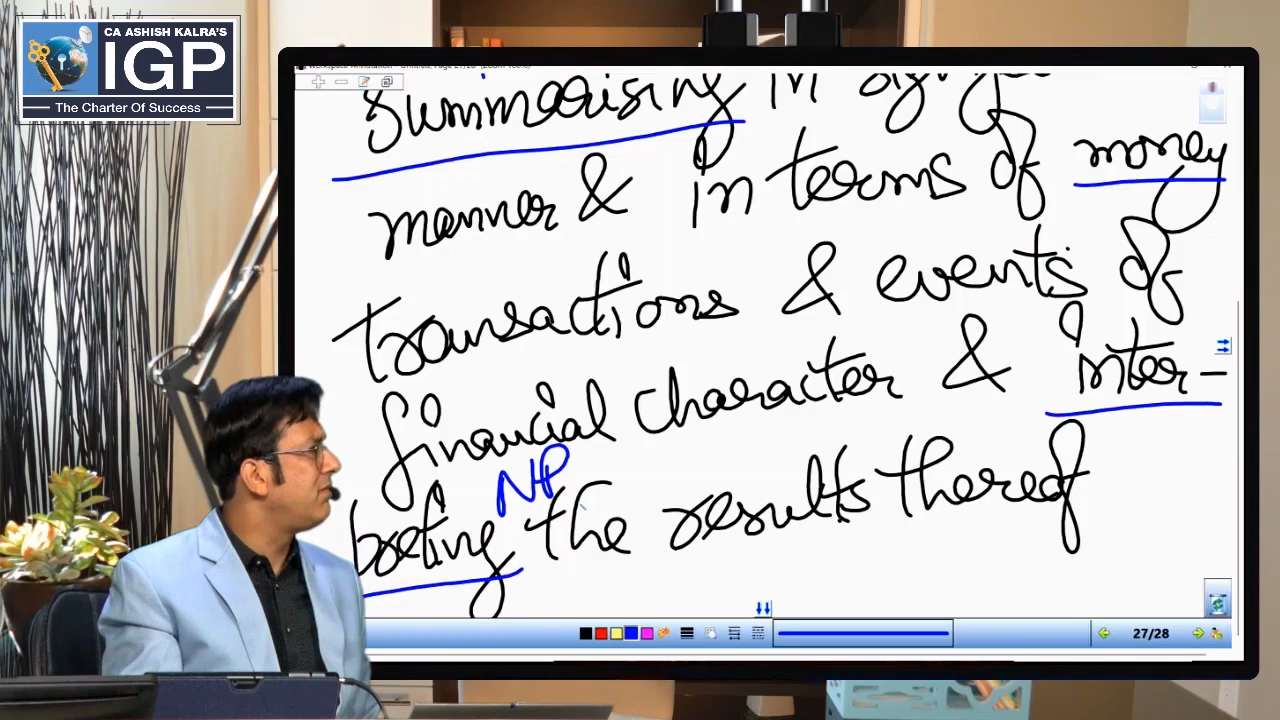 CA ASHISH KALRA'S
IGP
The Charter Of Success
Summarising in
manner & in terms of money
transactions & events of
financial character & inter-
NP
preting the results thereof
27/28